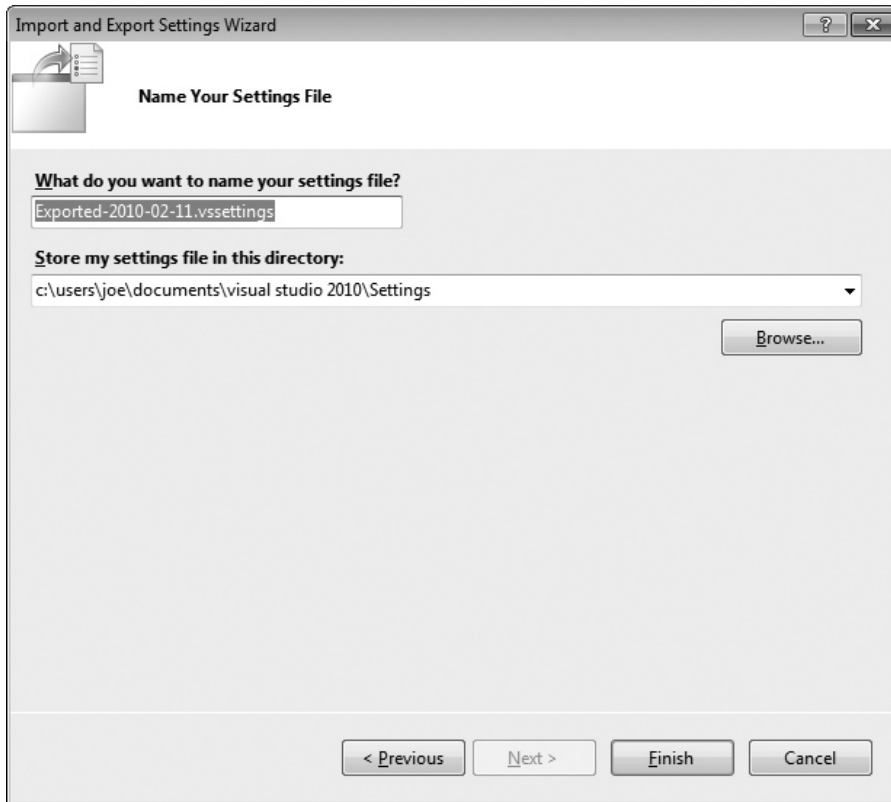 Import and Export Settings Wizard
Name Your Settings File
What do you want to name your settings file?
Exported-2010-02-11.vssettings
Store my settings file in this directory:
c:\users\joe\documents\visual studio 2010\Settings
Browse...
< Previous Next > Finish Cancel